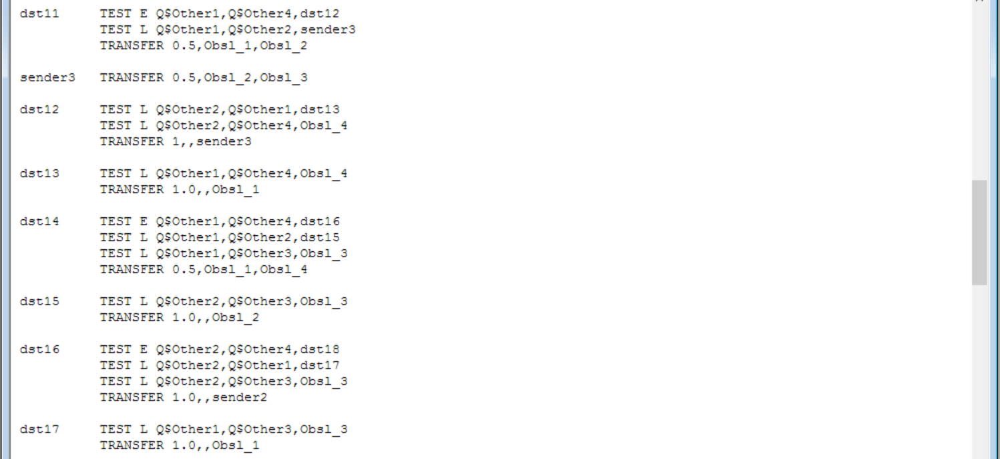 dst11 TEST E Q$Other1,Q$Other4,dst12
TEST L Q$Other1,Q$Other2,sender3
TRANSFER 0.5,Obsl_1,Obsl_2
sender3 TRANSFER 0.5,Obsl_2,Obsl_3
dst12 TEST L Q$Other2,Q$Other1,dst13
TEST L Q$Other2,Q$Other4,Obsl_4
TRANSFER 1,,sender3
dst13 TEST L Q$Other1,Q$Other4,Obsl_4
TRANSFER 1.0,,Obsl_1
dst14 TEST E Q$Other1,Q$Other4,dst16
TEST L Q$Other1,Q$Other2,dst15
TEST L Q$Other1,Q$Other3,Obsl_3
TRANSFER 0.5,Obsl_1,Obsl_4
dst15 TEST L Q$Other2,Q$Other3,Obsl_3
TRANSFER 1.0,,Obsl_2
dst16 TEST E Q$Other2,Q$Other4,dst18
TEST L Q$Other2,Q$Other1,dst17
TEST L Q$Other2,Q$Other3,Obsl_3
TRANSFER 1.0,,sender2
dst17 TEST L Q$Other1,Q$Other3,Obsl_3
TRANSFER 1.0,,Obsl_1